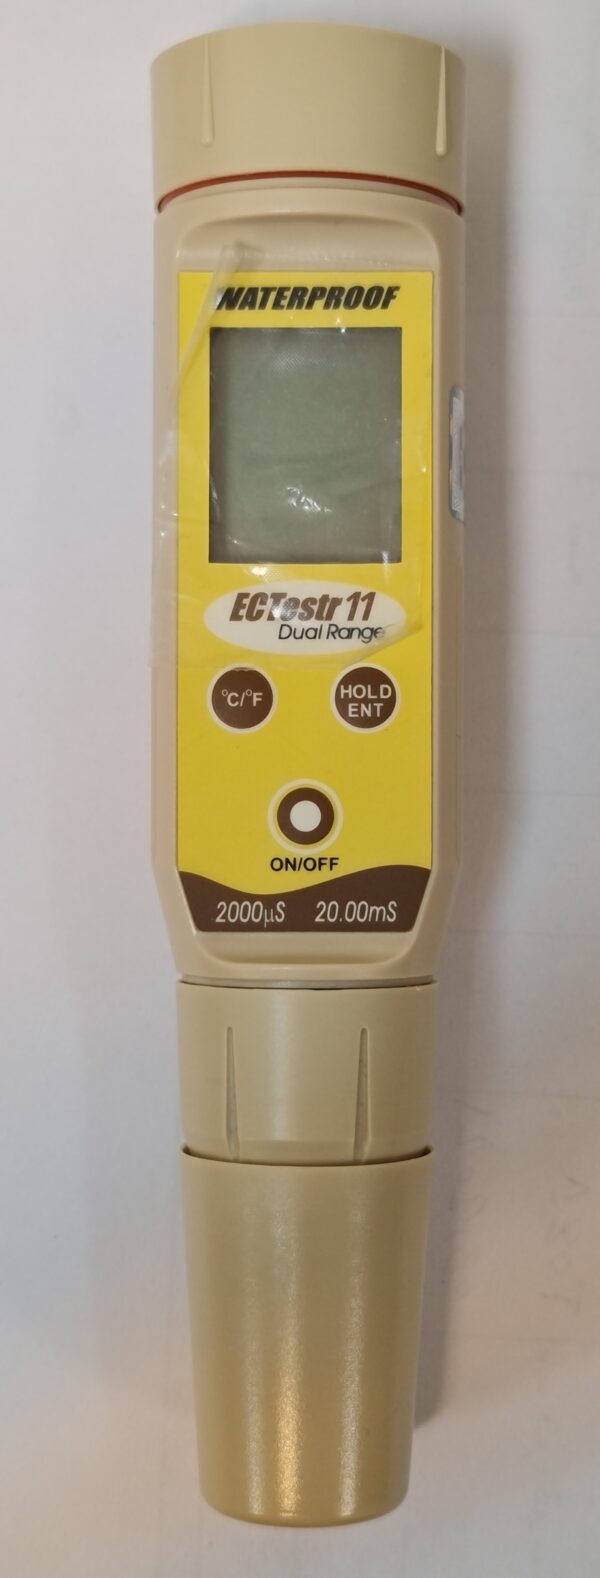 WATERPROOF
ECTestr 11
Dual Range
°C/°F
HOLD
ENT
ON/OFF
2000µS 20.00mS